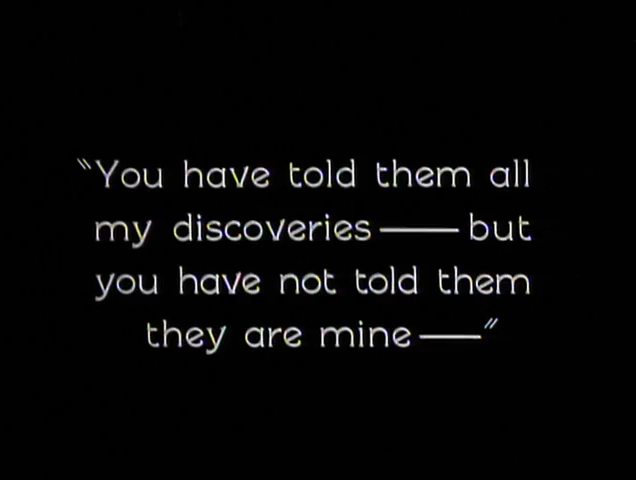 "You have told them all
my discoveries — but
you have not told them
they are mine —"